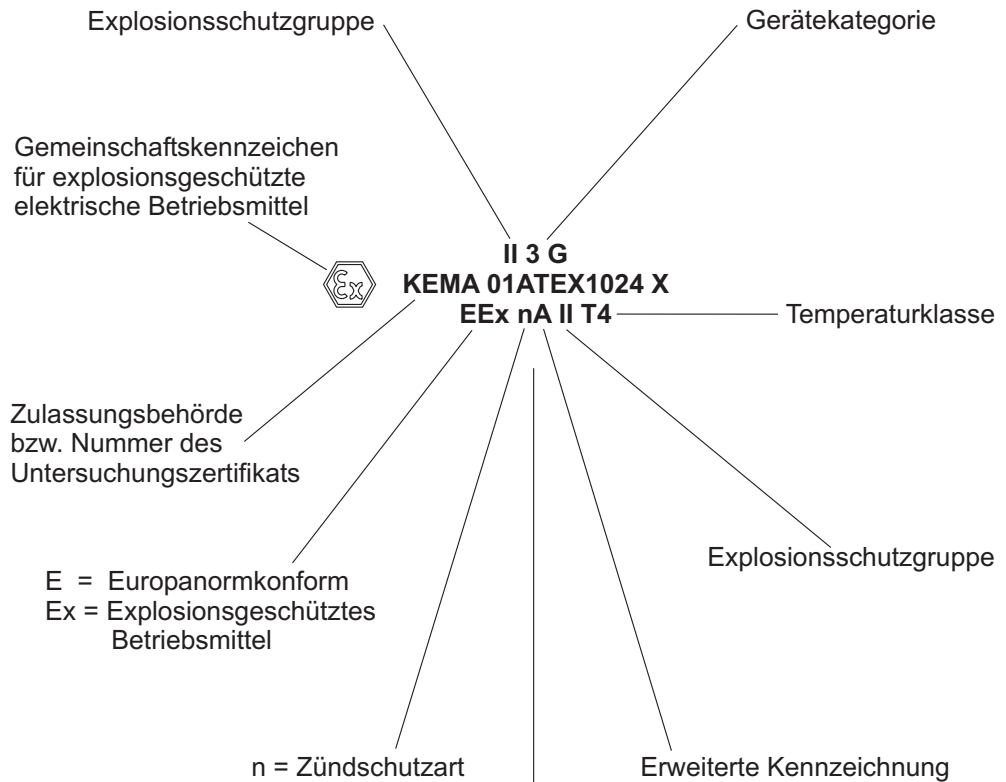 Explosionsschutzgruppe
Gerätekategorie
Gemeinschaftskennzeichen
für explosionsgeschützte
elektrische Betriebsmittel
II 3 G
Ex
KEMA 01ATEX1024 X
EEx nA II T4
Temperaturklasse
Zulassungsbehörde
bzw. Nummer des
Untersuchungszertifikats
Explosionsschutzgruppe
E = Europanormkonform
Ex = Explosionsgeschütztes
Betriebsmittel
n = Zündschutzart
Erweiterte Kennzeichnung